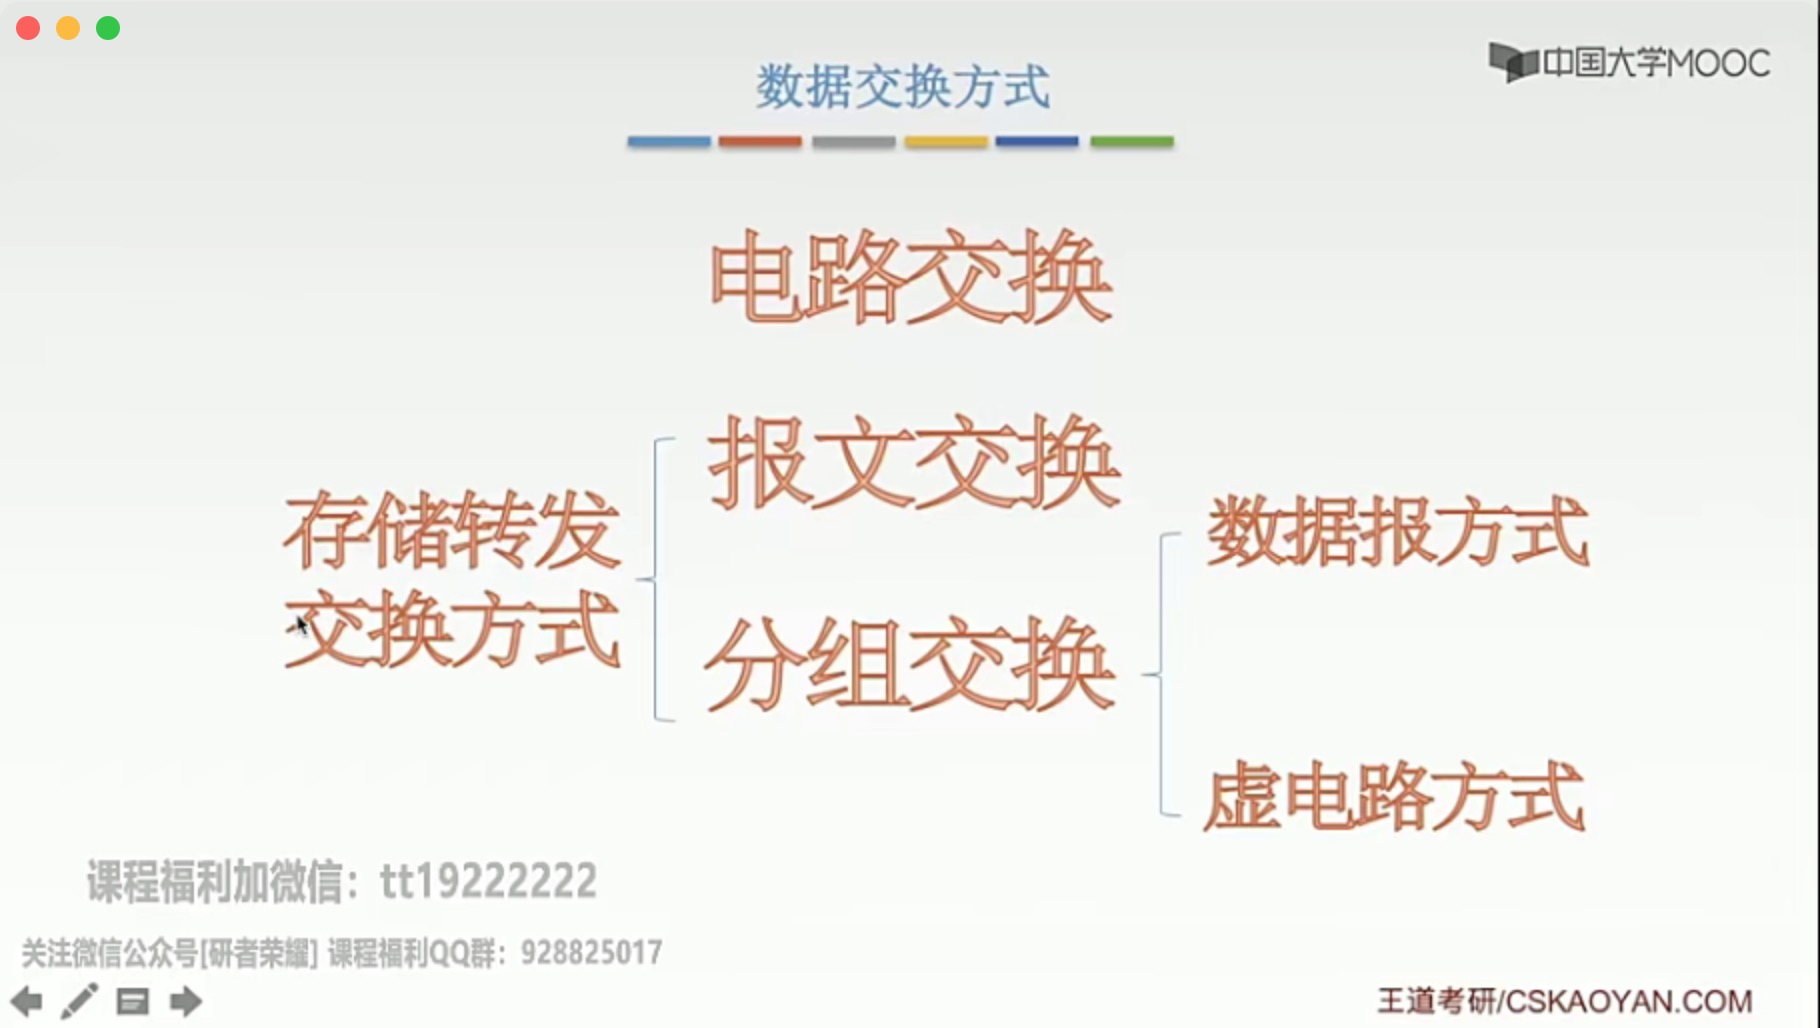 中国大学MOOC
数据交换方式
电路交换
报文交换
存储转发
交换方式
数据报方式
分组交换
虚电路方式
课程福利加微信：tt19222222
关注微信公众号[研者荣耀] 课程福利QQ群：928825017
王道考研/CSKAOYAN.COM